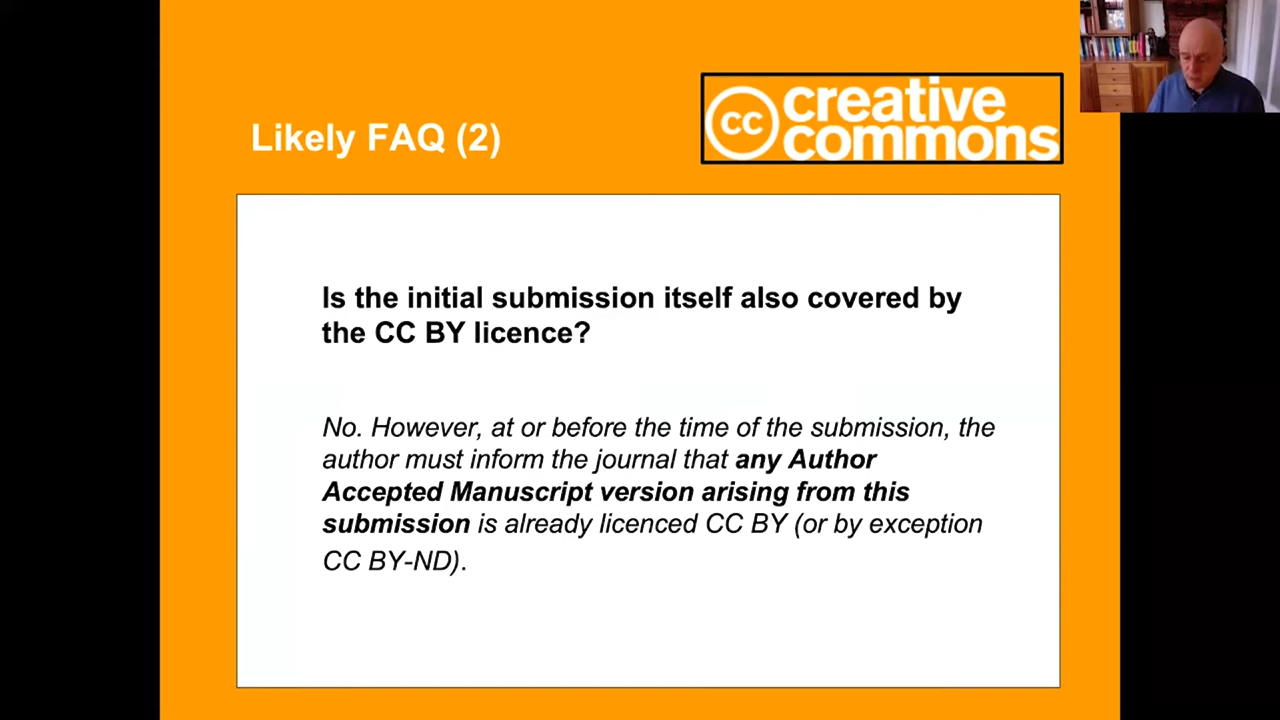 Likely FAQ (2)
cc creative
commons
Is the initial submission itself also covered by
the CC BY licence?
No. However, at or before the time of the submission, the
author must inform the journal that any Author
Accepted Manuscript version arising from this
submission is already licenced CC BY (or by exception
CC BY-ND).